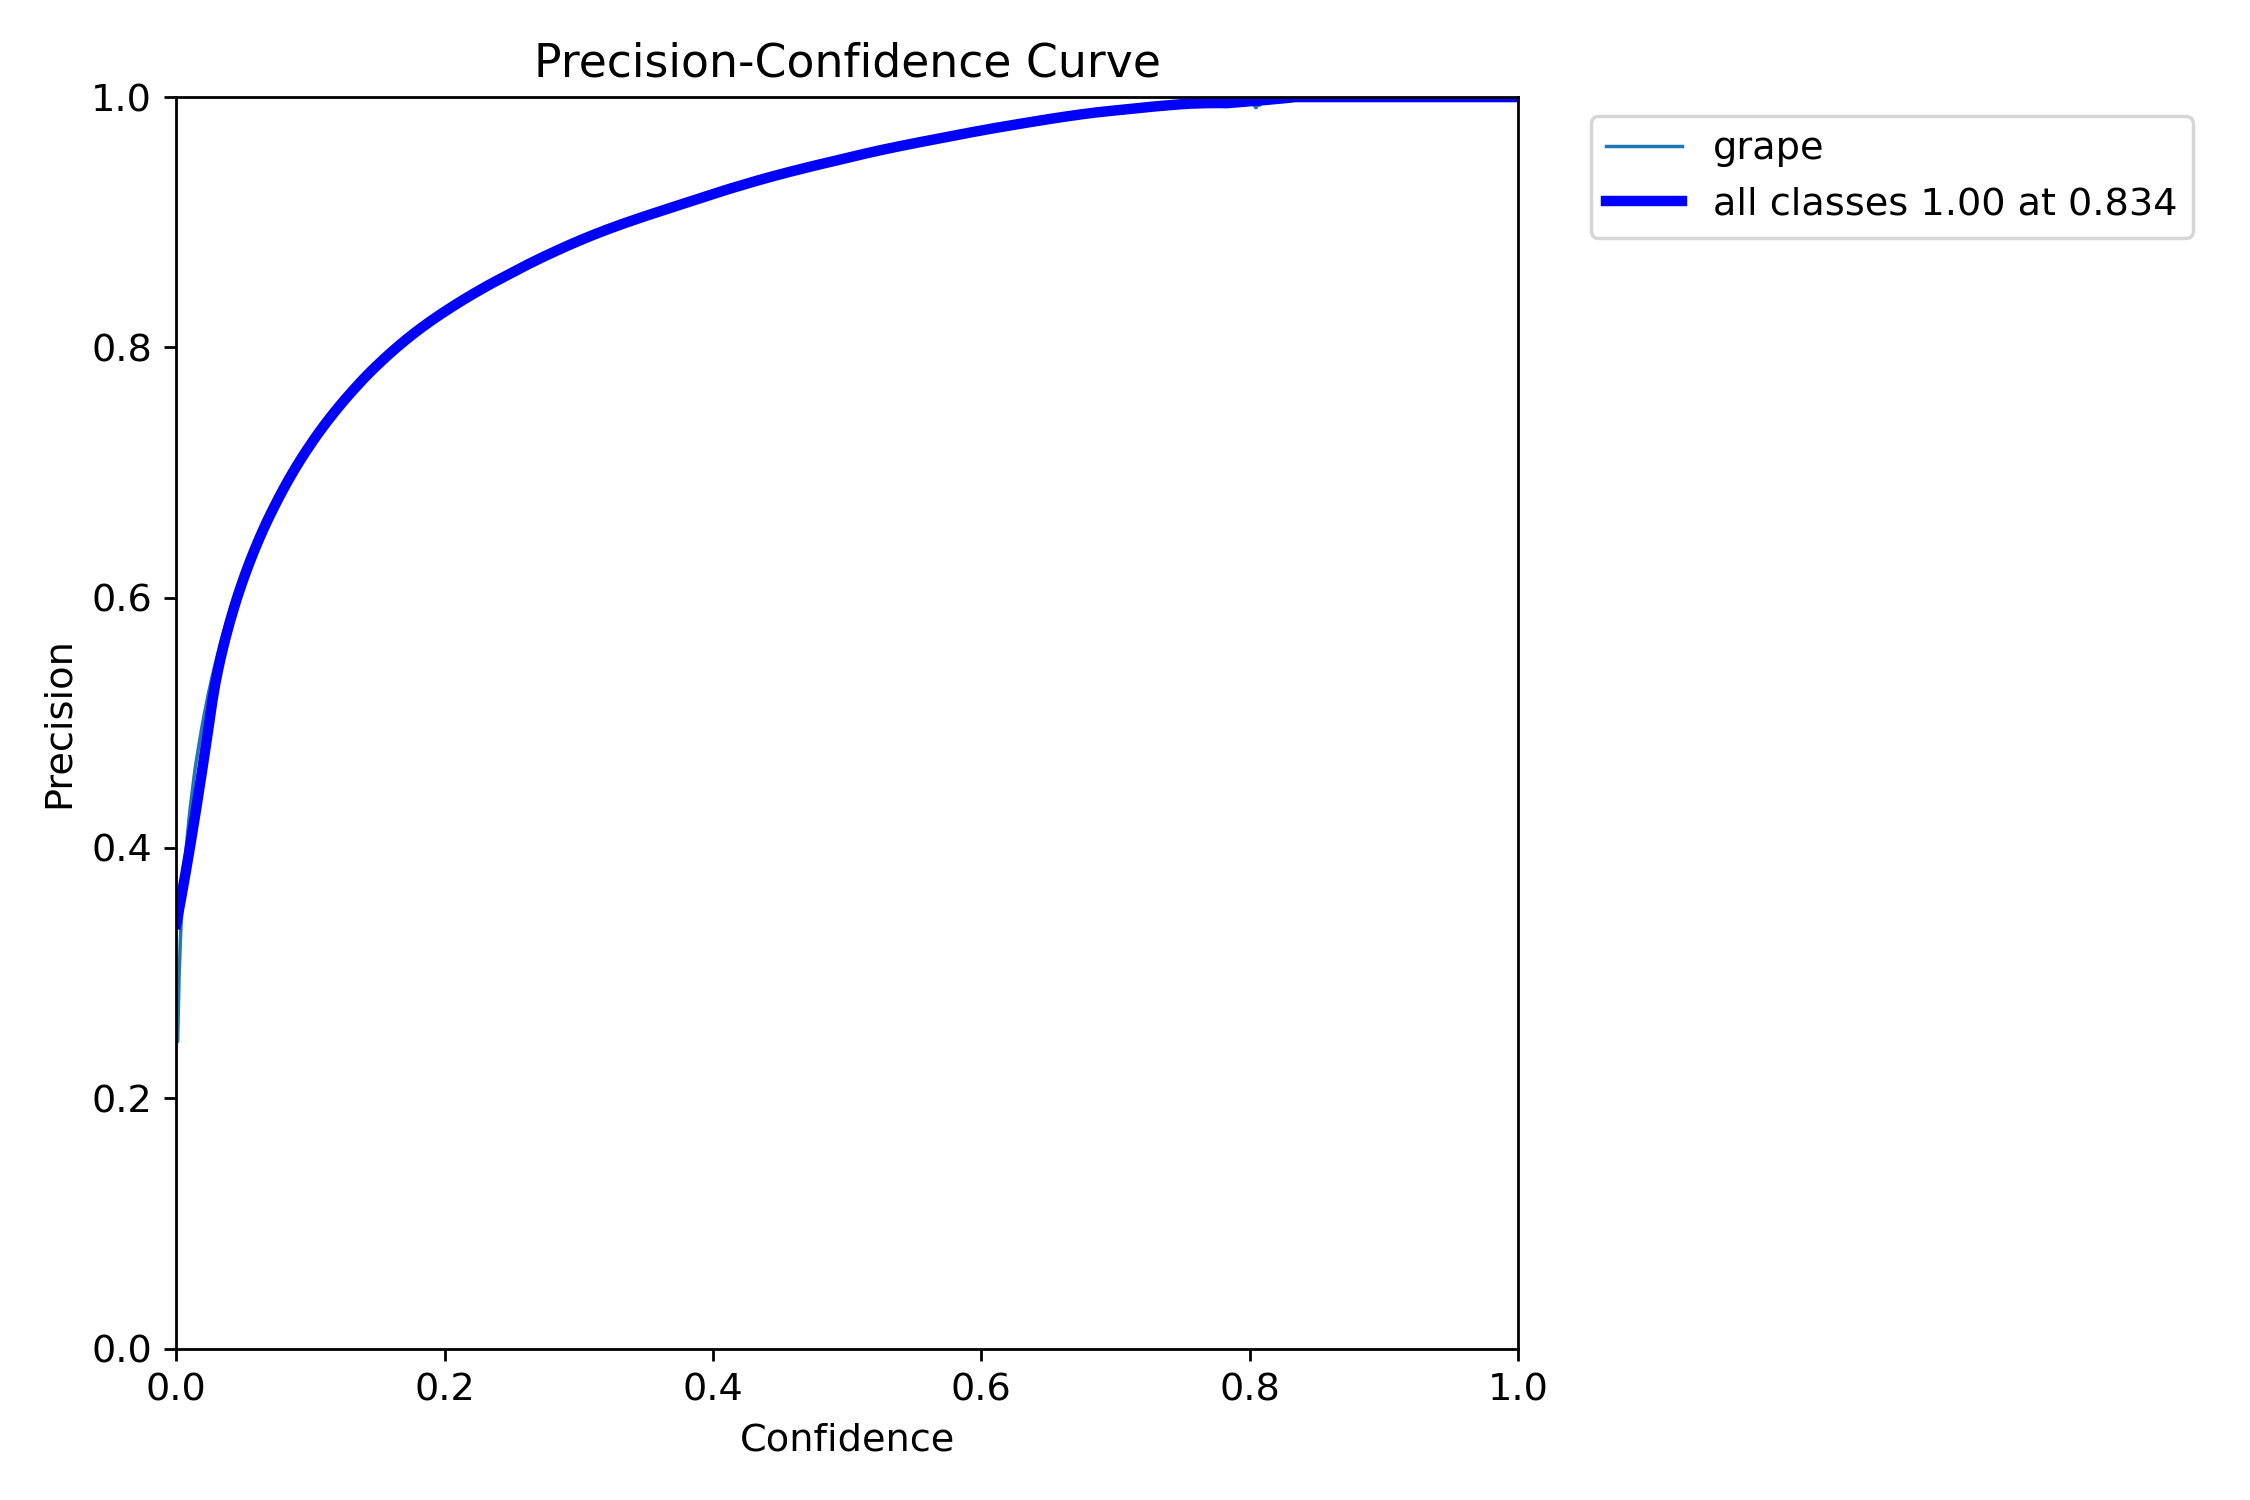 Precision-Confidence Curve
1.0
0.8
0.6
0.4
0.2
0.0
Precision
0.0 0.2 0.4 0.6 0.8 1.0
Confidence
grape
all classes 1.00 at 0.834